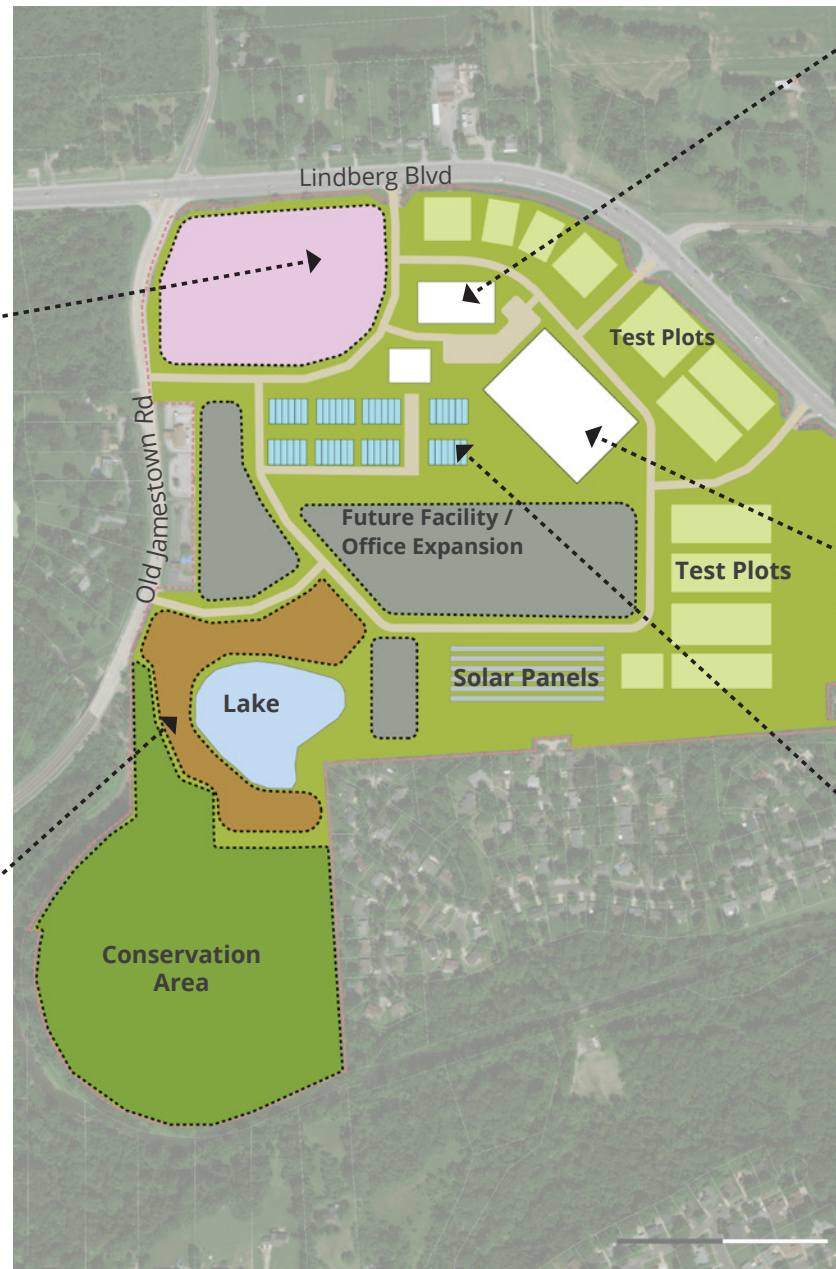 Lindberg Blvd
Test Plots
Old Jamestown Rd
Future Facility /
Office Expansion
Test Plots
Solar Panels
Lake
Conservation
Area